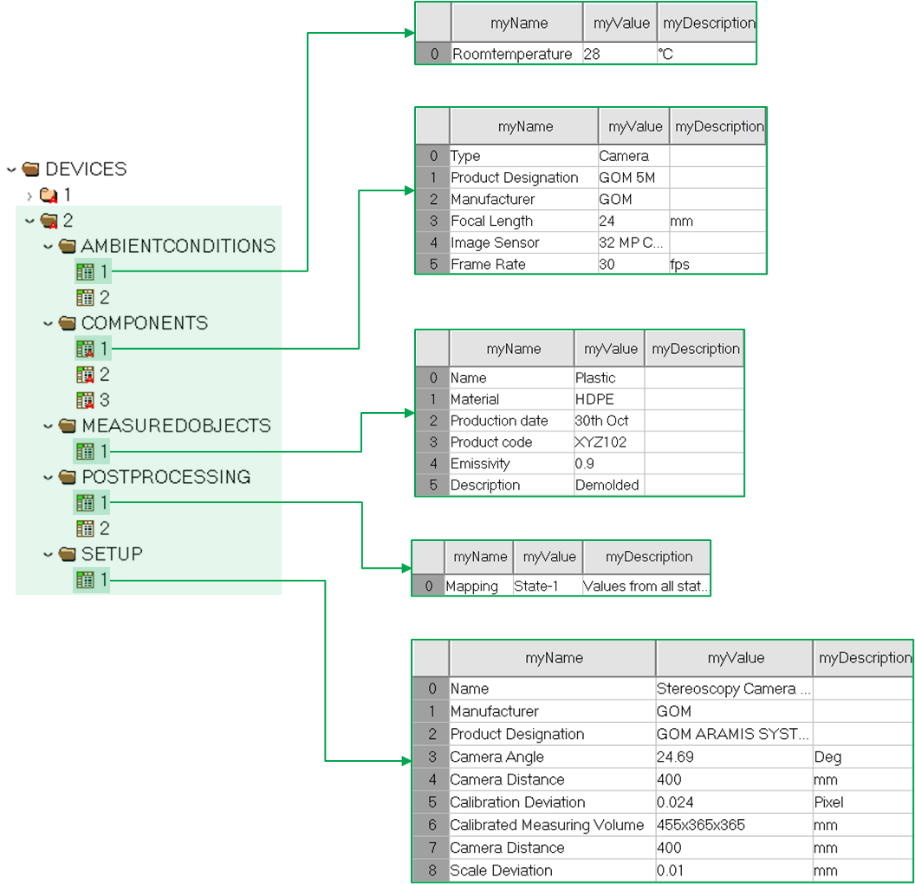 DEVICES
1
2
AMBIENTCONDITIONS
1
2
COMPONENTS
1
2
3
MEASUREDOBJECTS
1
POSTPROCESSING
1
2
SETUP
1
myName myValue myDescription
0 Roomtemperature 28 °C
myName myValue myDescription
0 Type Camera
1 Product Designation GOM 5M
2 Manufacturer GOM
3 Focal Length 24 mm
4 Image Sensor 32 MP C...
5 Frame Rate 30 fps
myName myValue myDescription
0 Name Plastic
1 Material HDPE
2 Production date 30th Oct
3 Product code XYZ102
4 Emissivity 0.9
5 Description Demolded
myName myValue myDescription
0 Mapping State-1 Values from all stat...
myName myValue myDescription
0 Name Stereoscopy Camera ...
1 Manufacturer GOM
2 Product Designation GOM ARAMIS SYST...
3 Camera Angle 24.69 Deg
4 Camera Distance 400 mm
5 Calibration Deviation 0.024 Pixel
6 Calibrated Measuring Volume 455x365x365 mm
7 Camera Distance 400 mm
8 Scale Deviation 0.01 mm